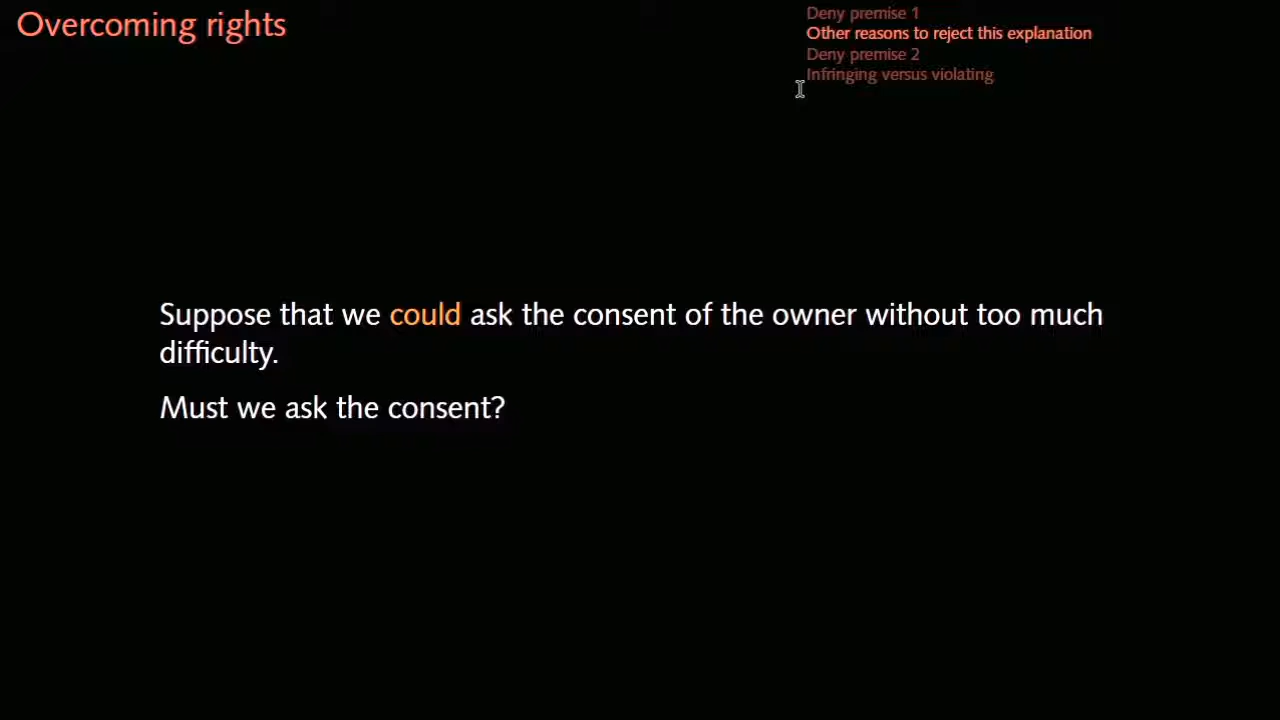 Overcoming rights
Deny premise 1
Other reasons to reject this explanation
Deny premise 2
Infringing versus violating
Suppose that we could ask the consent of the owner without too much
difficulty.
Must we ask the consent?